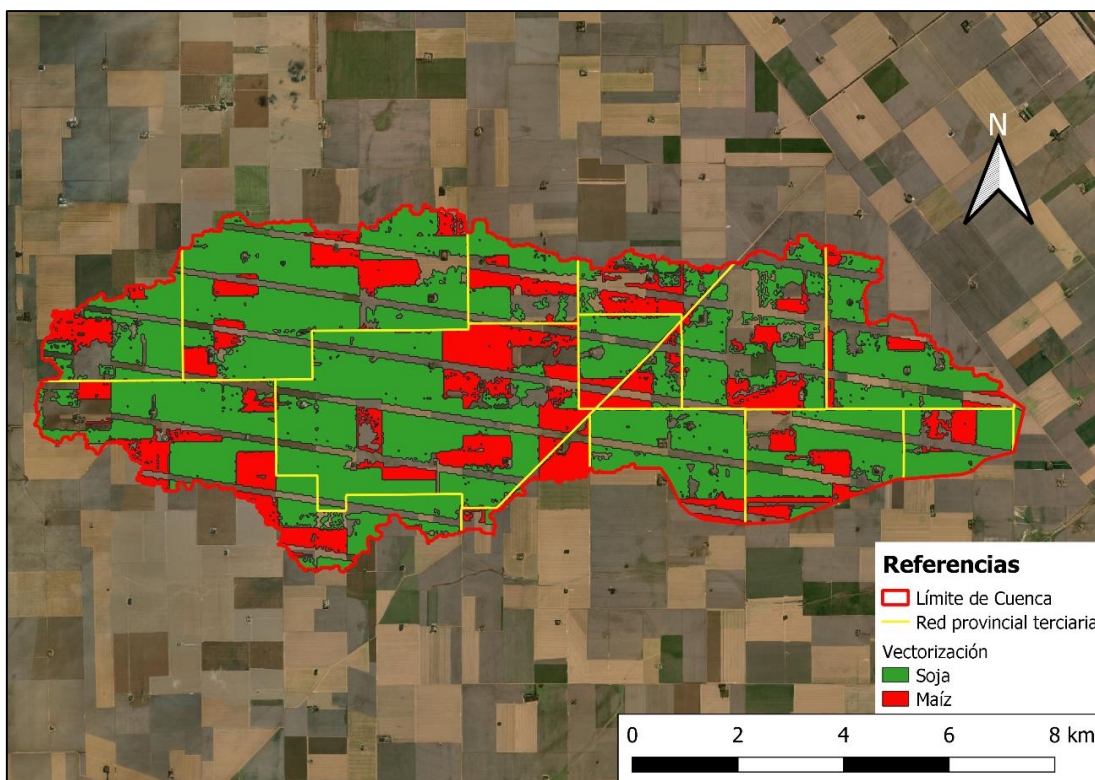 N
Referencias
Límite de Cuenca
Red provincial terciaria
Vectorización
Soja
Maíz
0 2 4 6 8 km